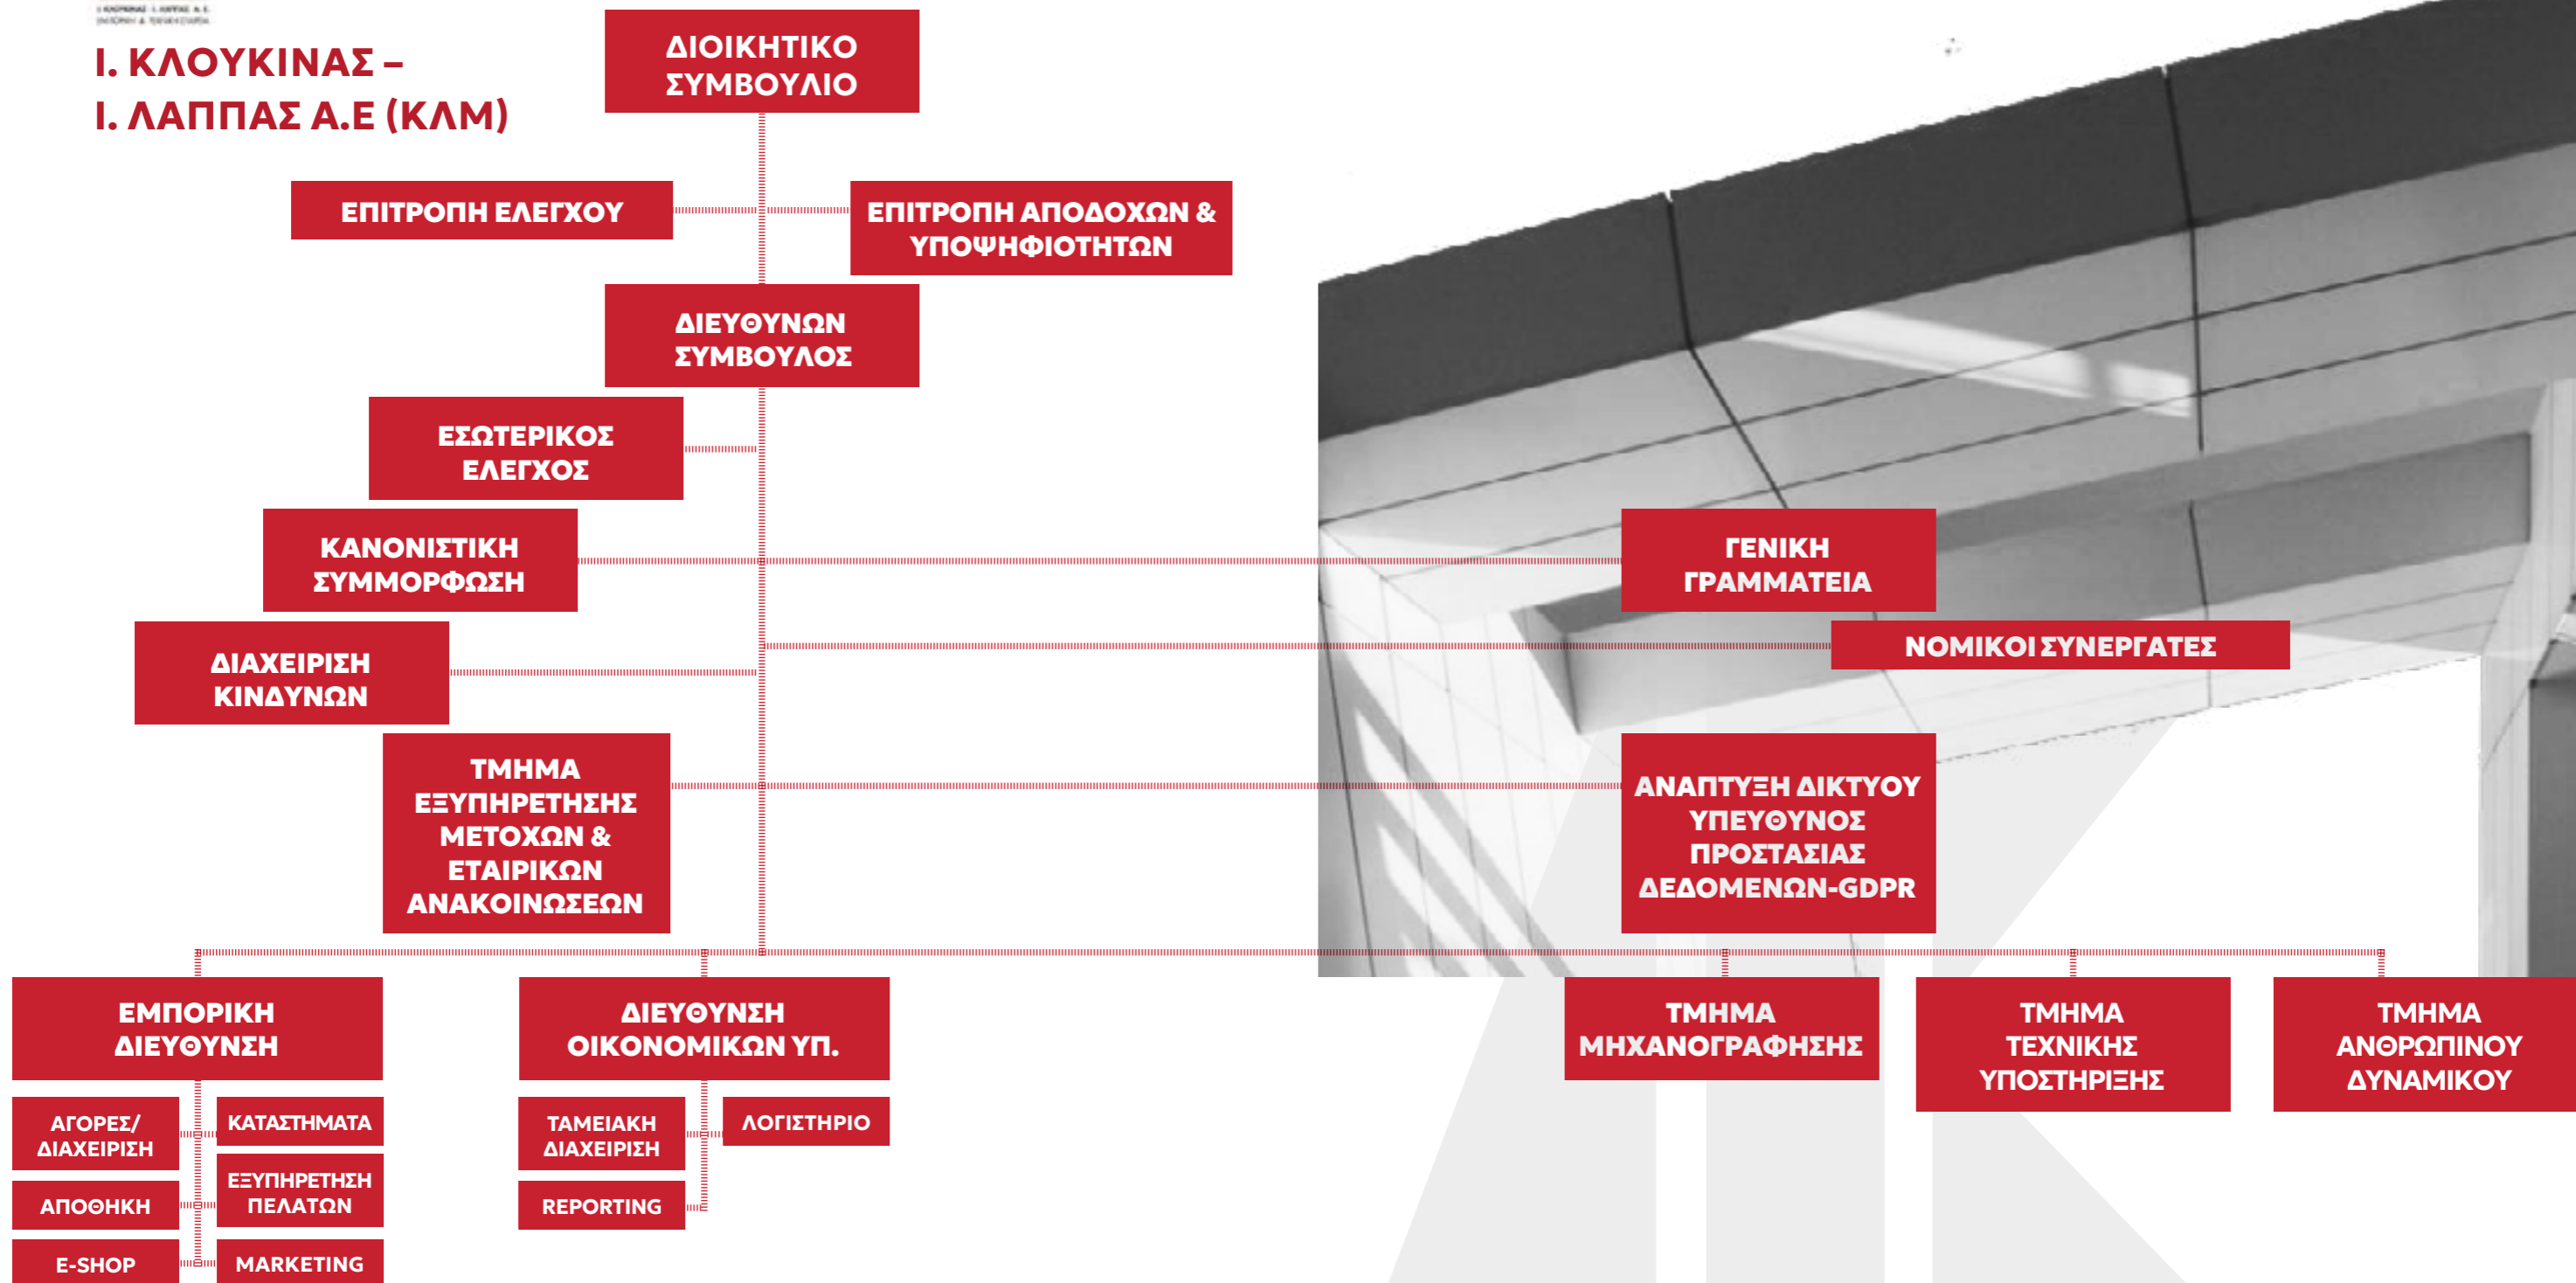 Ι. ΚΛΟΥΚΙΝΑΣ –
Ι. ΛΑΠΠΑΣ Α.Ε (ΚΛΜ)
ΔΙΟΙΚΗΤΙΚΟ
ΣΥΜΒΟΥΛΙΟ
ΕΠΙΤΡΟΠΗ ΕΛΕΓΧΟΥ
ΕΠΙΤΡΟΠΗ ΑΠΟΔΟΧΩΝ &
ΥΠΟΨΗΦΙΟΤΗΤΩΝ
ΔΙΕΥΘΥΝΩΝ
ΣΥΜΒΟΥΛΟΣ
ΕΣΩΤΕΡΙΚΟΣ
ΕΛΕΓΧΟΣ
ΚΑΝΟΝΙΣΤΙΚΗ
ΣΥΜΜΟΡΦΩΣΗ
ΓΕΝΙΚΗ
ΓΡΑΜΜΑΤΕΙΑ
ΔΙΑΧΕΙΡΙΣΗ
ΚΙΝΔΥΝΩΝ
ΝΟΜΙΚΟΙ ΣΥΝΕΡΓΑΤΕΣ
ΤΜΗΜΑ
ΕΞΥΠΗΡΕΤΗΣΗΣ
ΜΕΤΟΧΩΝ &
ΕΤΑΙΡΙΚΩΝ
ΑΝΑΚΟΙΝΩΣΕΩΝ
ΑΝΑΠΤΥΞΗ ΔΙΚΤΥΟΥ
ΥΠΕΥΘΥΝΟΣ
ΠΡΟΣΤΑΣΙΑΣ
ΔΕΔΟΜΕΝΩΝ-GDPR
ΕΜΠΟΡΙΚΗ
ΔΙΕΥΘΥΝΣΗ
ΔΙΕΥΘΥΝΣΗ
ΟΙΚΟΝΟΜΙΚΩΝ ΥΠ.
ΤΜΗΜΑ
ΜΗΧΑΝΟΓΡΑΦΗΣΗΣ
ΤΜΗΜΑ
ΤΕΧΝΙΚΗΣ
ΥΠΟΣΤΗΡΙΞΗΣ
ΤΜΗΜΑ
ΑΝΘΡΩΠΙΝΟΥ
ΔΥΝΑΜΙΚΟΥ
ΑΓΟΡΕΣ/
ΔΙΑΧΕΙΡΙΣΗ
ΚΑΤΑΣΤΗΜΑΤΑ
ΑΠΟΘΗΚΗ
ΕΞΥΠΗΡΕΤΗΣΗ
ΠΕΛΑΤΩΝ
E-SHOP
MARKETING
ΤΑΜΕΙΑΚΗ
ΔΙΑΧΕΙΡΙΣΗ
ΛΟΓΙΣΤΗΡΙΟ
REPORTING